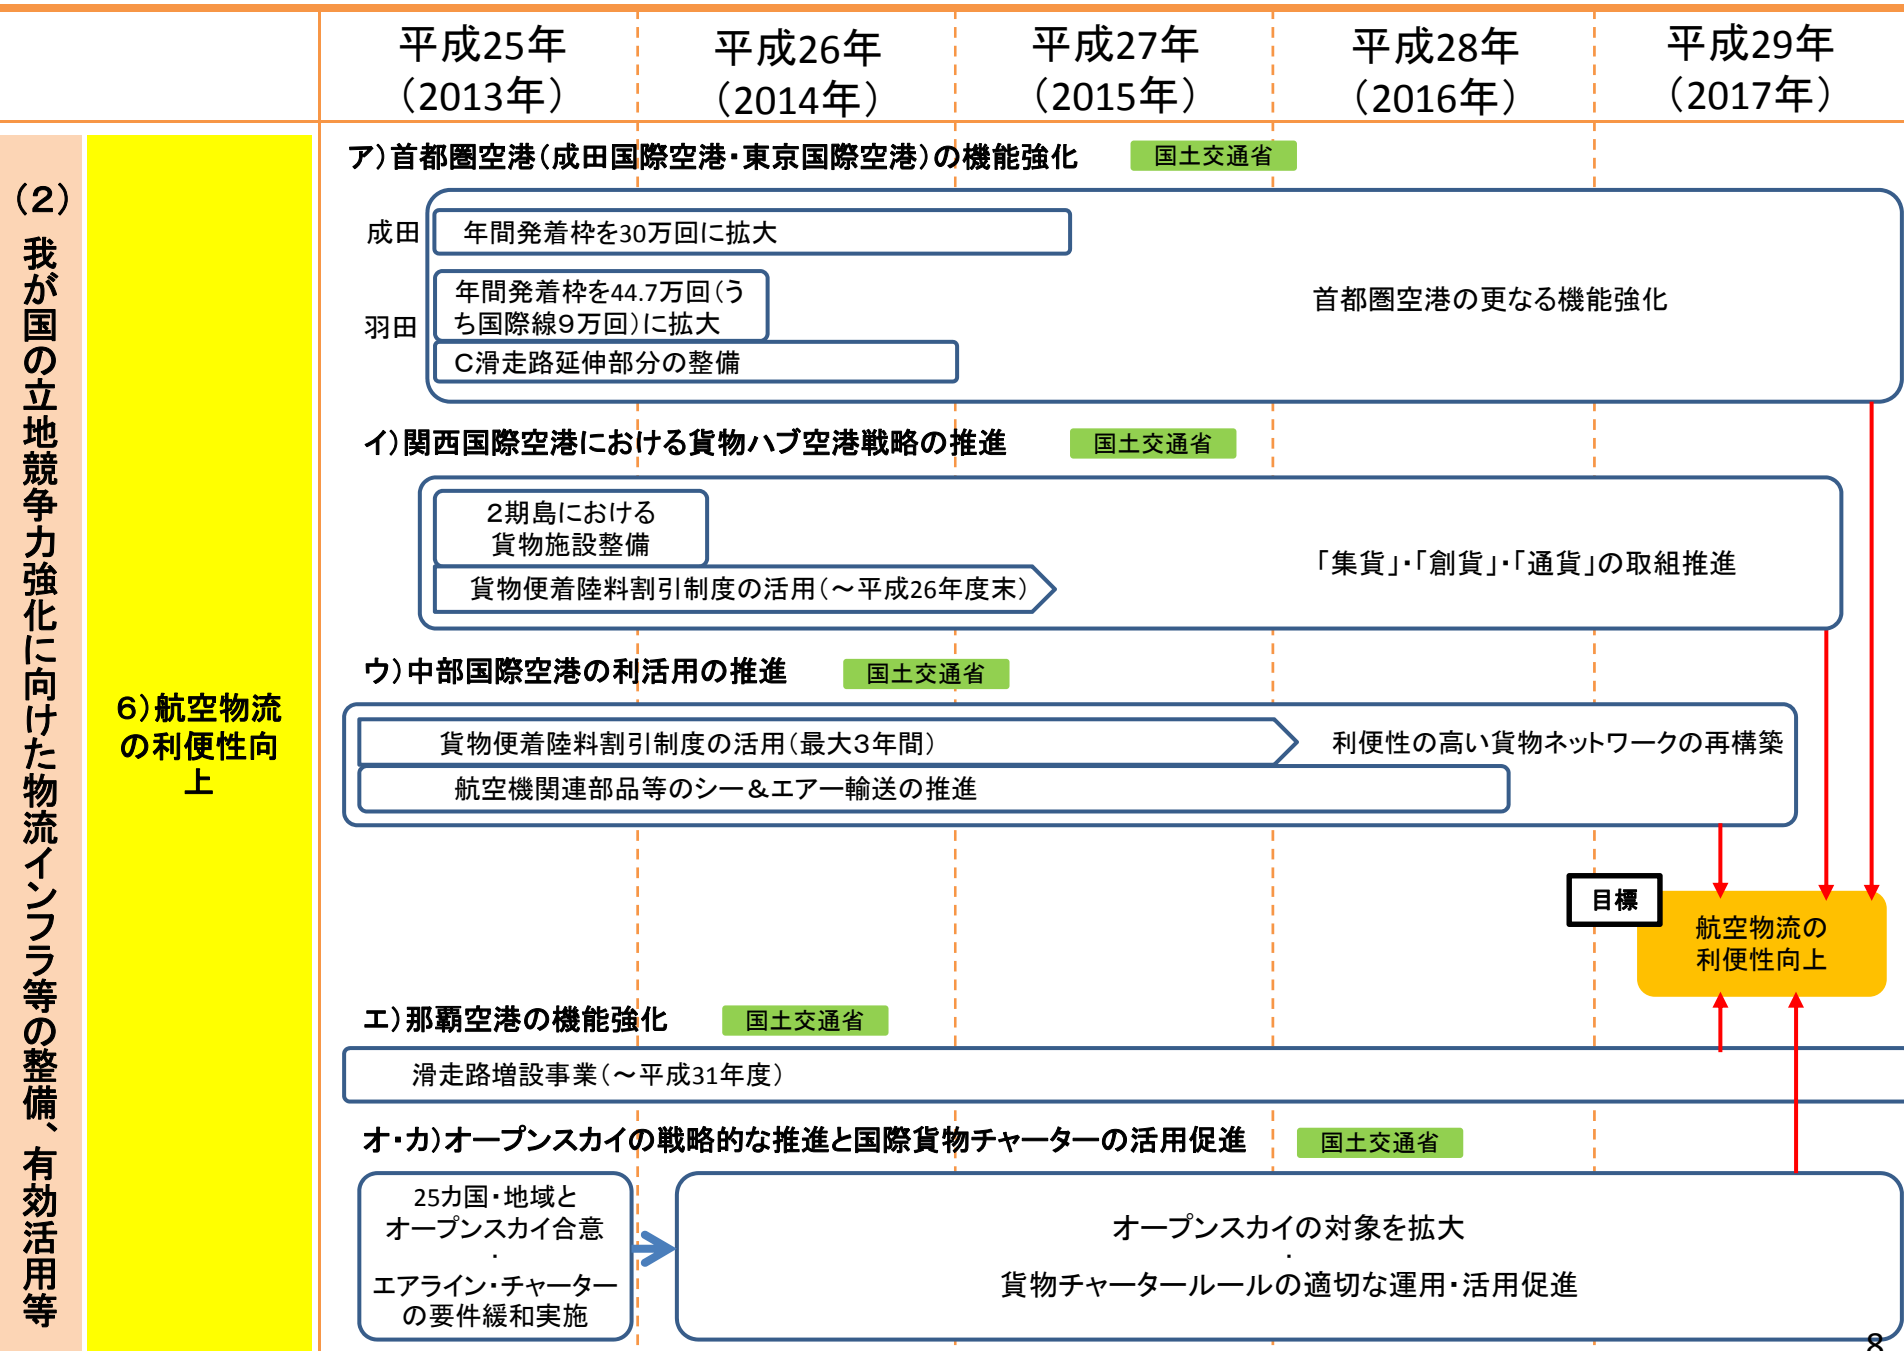 平成25年
（2013年）
平成26年
（2014年）
平成27年
（2015年）
平成28年
（2016年）
平成29年
（2017年）
（２）我が国の立地競争力強化に向けた物流インフラ等の整備、有効活用等
６）航空物流
の利便性向
上
ア）首都圏空港（成田国際空港・東京国際空港）の機能強化
国土交通省
成田
年間発着枠を30万回に拡大
羽田
年間発着枠を44.7万回（う
ち国際線９万回）に拡大
Ｃ滑走路延伸部分の整備
首都圏空港の更なる機能強化
イ）関西国際空港における貨物ハブ空港戦略の推進
国土交通省
２期島における
貨物施設整備
貨物便着陸料割引制度の活用（～平成26年度末）
「集貨」・「創貨」・「通貨」の取組推進
ウ）中部国際空港の利活用の推進
国土交通省
貨物便着陸料割引制度の活用（最大３年間）
利便性の高い貨物ネットワークの再構築
航空機関連部品等のシー＆エアー輸送の推進
目標
航空物流の
利便性向上
エ）那覇空港の機能強化
国土交通省
滑走路増設事業（～平成31年度）
オ・カ）オープンスカイの戦略的な推進と国際貨物チャーターの活用促進
国土交通省
25カ国・地域と
オープンスカイ合意
・
エアライン・チャーター
の要件緩和実施
オープンスカイの対象を拡大
・
貨物チャータールールの適切な運用・活用促進
8